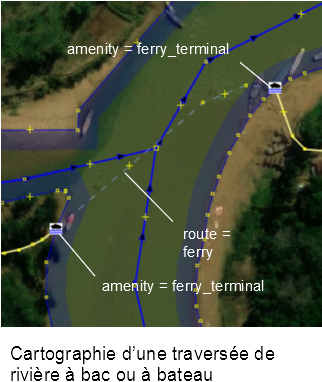 amenity = ferry_terminal
route =
ferry
amenity = ferry_terminal
Cartographie d’une traversée de
rivière à bac ou à bateau